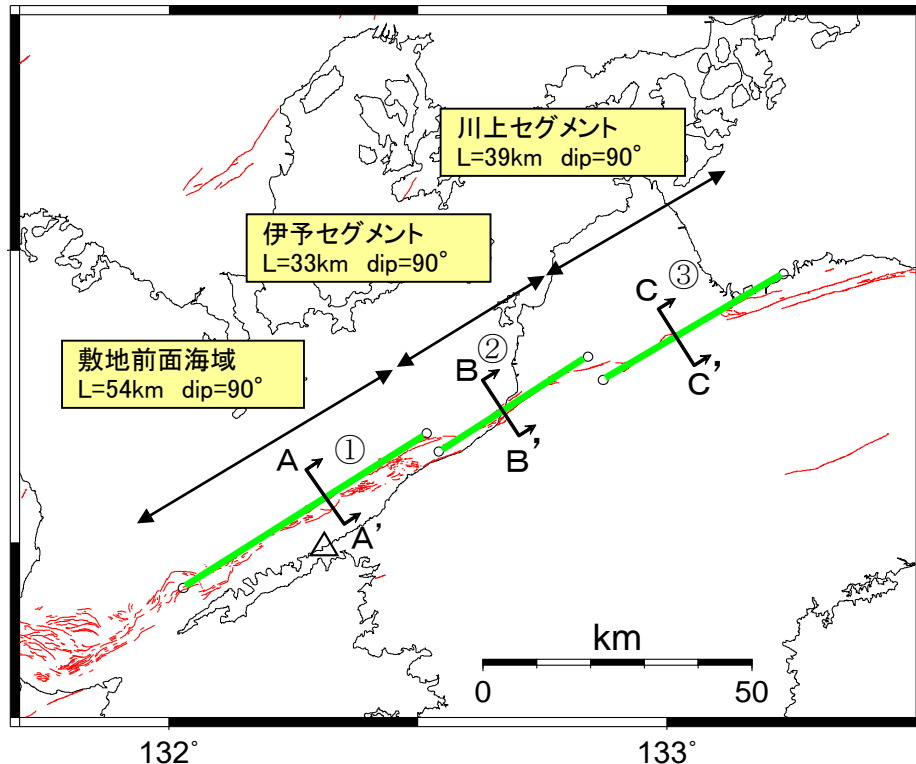 川上セグメント
L=39km dip=90°
伊予セグメント
L=33km dip=90°
敷地前面海域
L=54km dip=90°
C ③
C’
② B
B’
A ①
A’
km
0 50
132° 133°